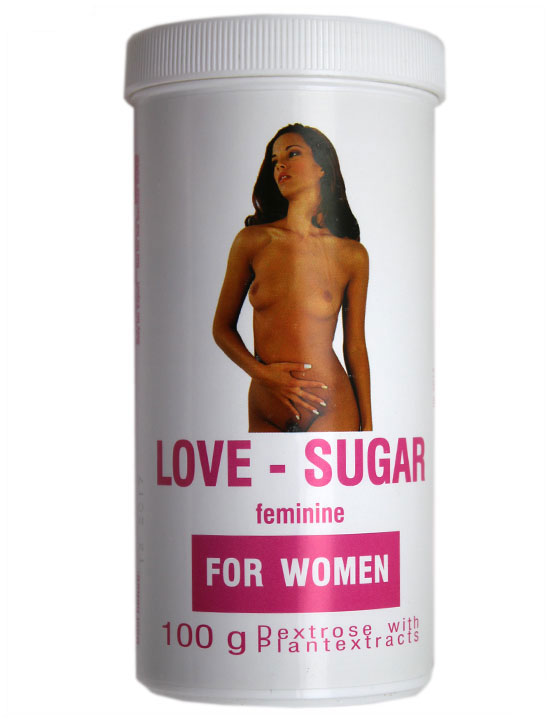 LOVE - SUGAR
feminine
FOR WOMEN
100 g Dextrose with
Plantextracts